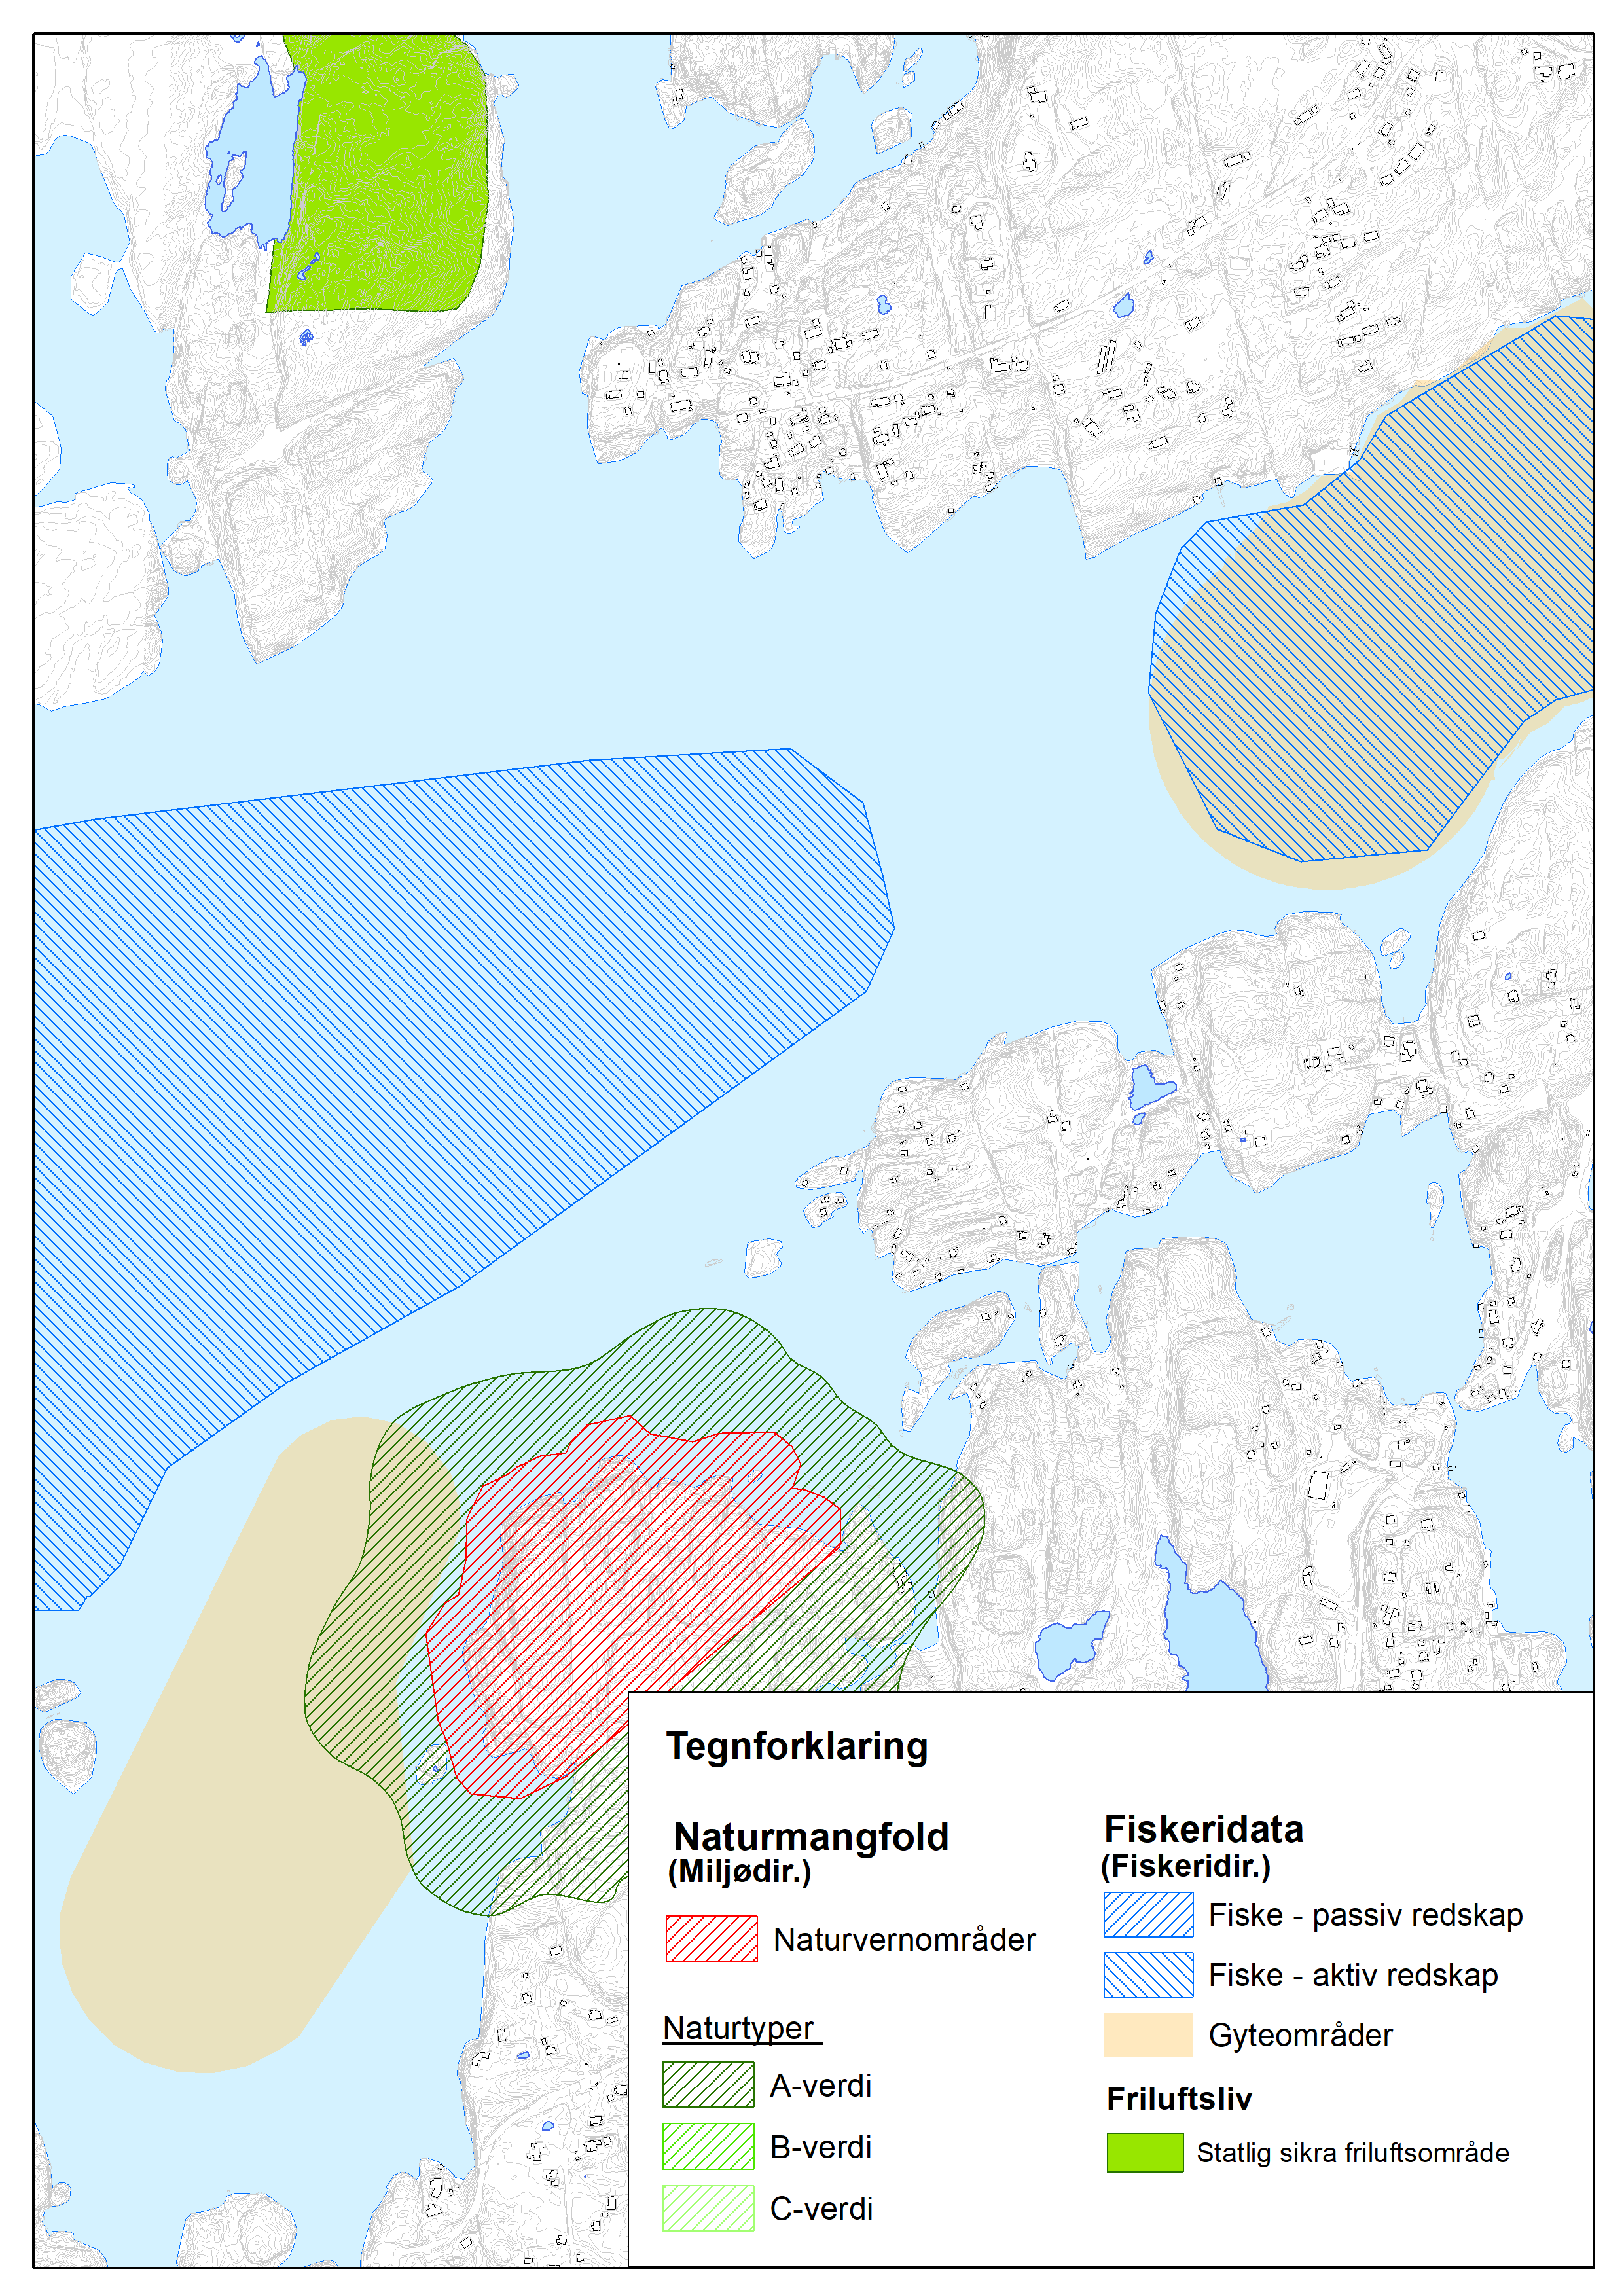 Tegnforklaring
Naturmangfold
(Miljødir.)
Naturvernområder
Naturtyper
A-verdi
B-verdi
C-verdi
Fiskeridata
(Fiskeridir.)
Fiske - passiv redskap
Fiske - aktiv redskap
Gyteområder
Friluftsliv
Statlig sikra friluftsområde